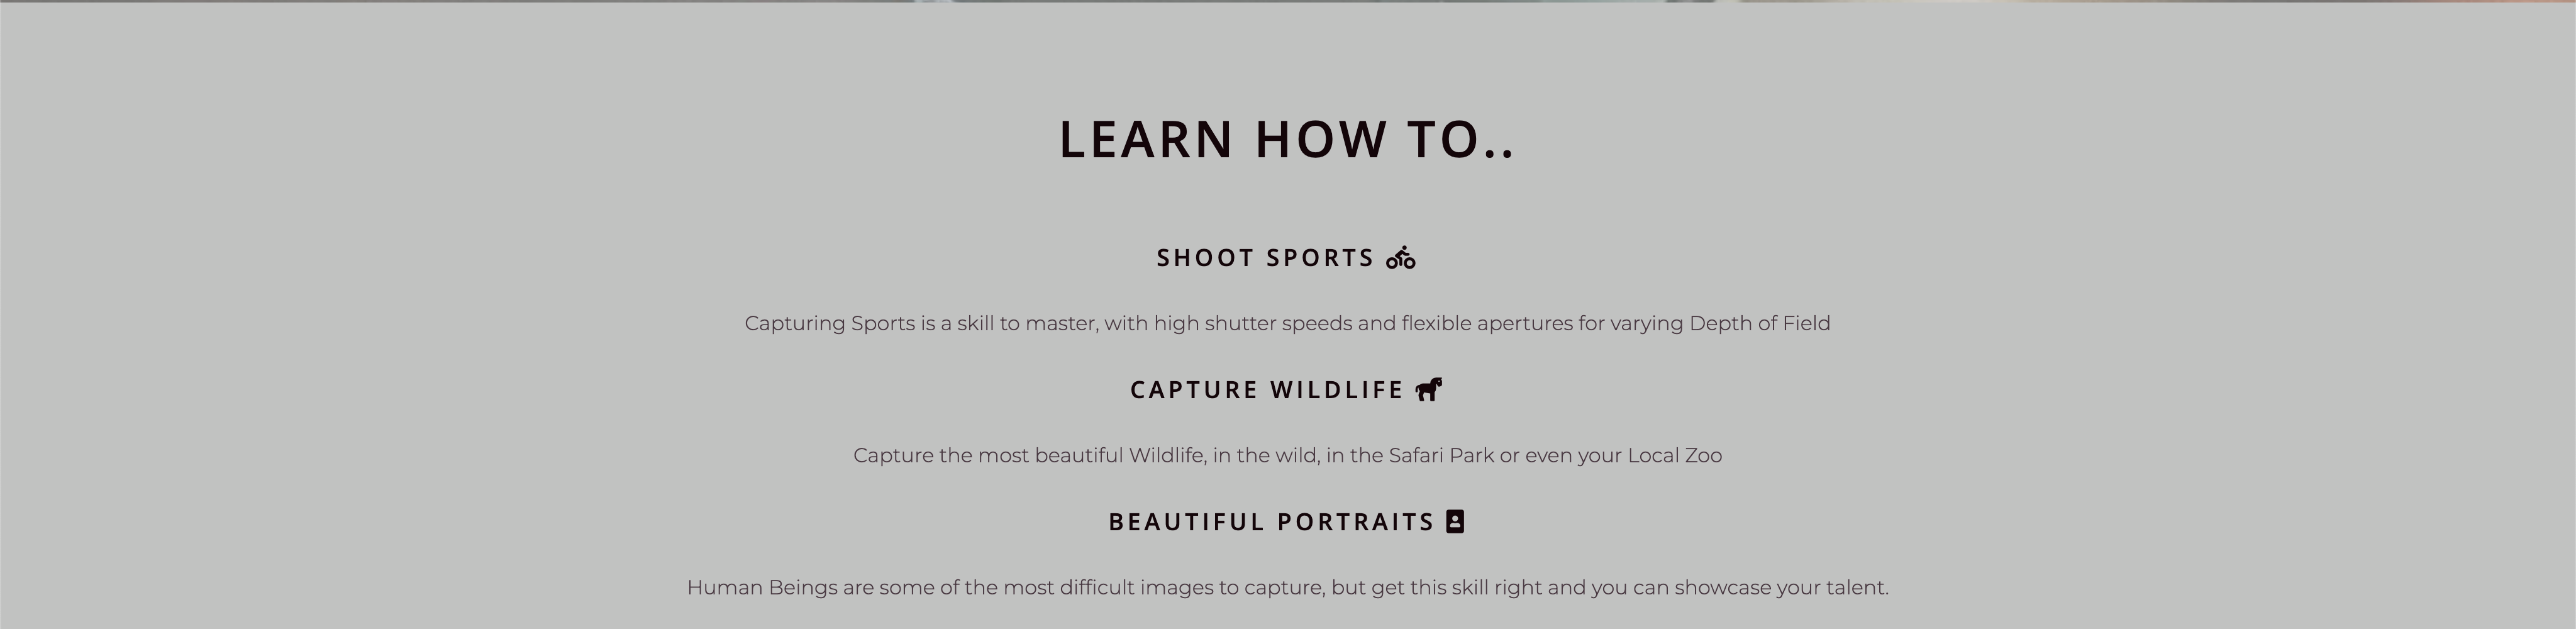 LEARN HOW TO..
SHOOT SPORTS
Capturing Sports is a skill to master, with high shutter speeds and flexible apertures for varying Depth of Field
CAPTURE WILDLIFE
Capture the most beautiful Wildlife, in the wild, in the Safari Park or even your Local Zoo
BEAUTIFUL PORTRAITS
Human Beings are some of the most difficult images to capture, but get this skill right and you can showcase your talent.